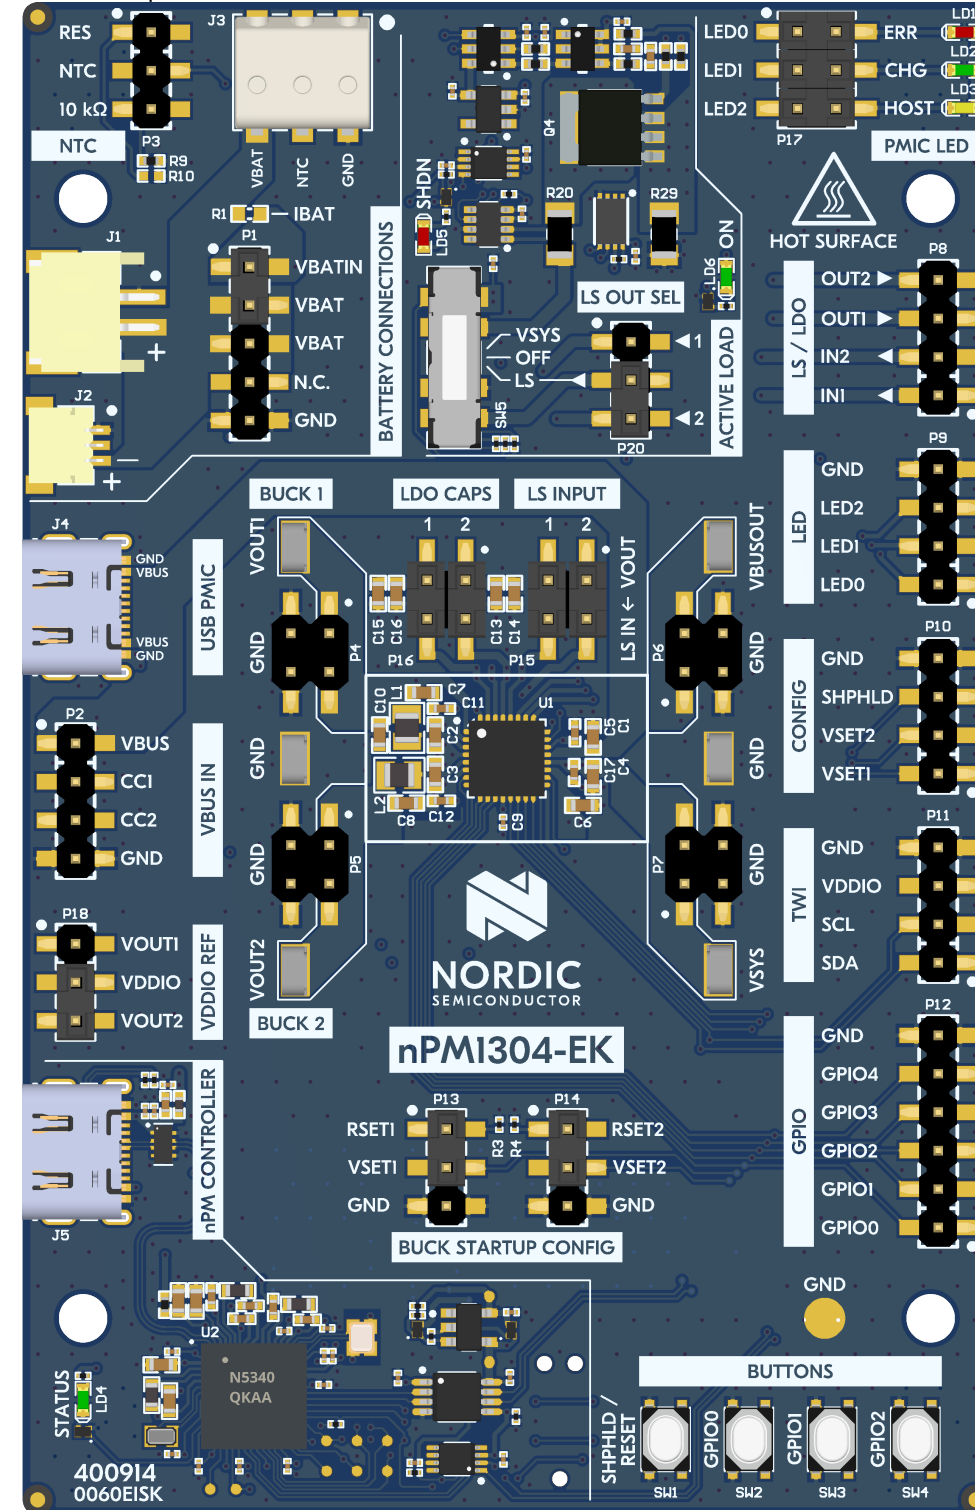 RES
NTC
10 kΩ
P3
NTC
R9
R10
J3
VBAT
NTC
GND
R1
IBAT
P1
VBATIN
VBAT
VBAT
N.C.
GND
J1
+
J2
−
+
BATTERY CONNECTIONS
SHDN
LD5
Q4
R20
R29
VSYS
OFF
LS
SW5
LS OUT SEL
1
2
P20
ACTIVE LOAD
LD6
ON
LED0
LED1
LED2
P17
ERR
CHG
HOST
LD1
LD2
LD3
PMIC LED
HOT SURFACE
P8
LS / LDO
OUT2
OUT1
IN2
IN1
P9
LED
GND
LED2
LED1
LED0
P10
CONFIG
GND
SHPHLD
VSET2
VSET1
P11
TWI
GND
VDDIO
SCL
SDA
P12
GPIO
GND
GPIO4
GPIO3
GPIO2
GPIO1
GPIO0
J4
GND
VBUS
VBUS
GND
USB PMIC
P2
VBUS
CC1
CC2
GND
VBUS IN
P18
VOUT1
VDDIO
VOUT2
VDDIO REF
BUCK 1
VOUT1
GND
P4
GND
GND
P5
VOUT2
BUCK 2
LDO CAPS
1 2
C15
C16
P16
C13
C14
LS INPUT
1 2
P15
LS IN ← VOUT
VBUSOUT
P6
GND
GND
P7
GND
VSYS
C10
L1
C7
C11
C2
U1
C5
C1
L2
C3
C17
C4
C8
C12
C9
C6
NORDIC
SEMICONDUCTOR
nPM1304-EK
P13
RSET1
VSET1
GND
R3
R4
P14
RSET2
VSET2
GND
BUCK STARTUP CONFIG
nPM CONTROLLER
J5
U2
N5340
QKAA
STATUS
LD4
400914
0060EISK
GND
BUTTONS
SHPHLD /
RESET
GPIO0
GPIO1
GPIO2
SW1
SW2
SW3
SW4